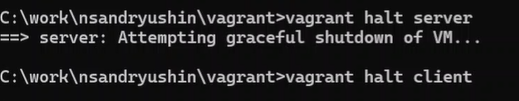 C:\work\nsandryushin\vagrant>vagrant halt server
==> server: Attempting graceful shutdown of VM...
C:\work\nsandryushin\vagrant>vagrant halt client